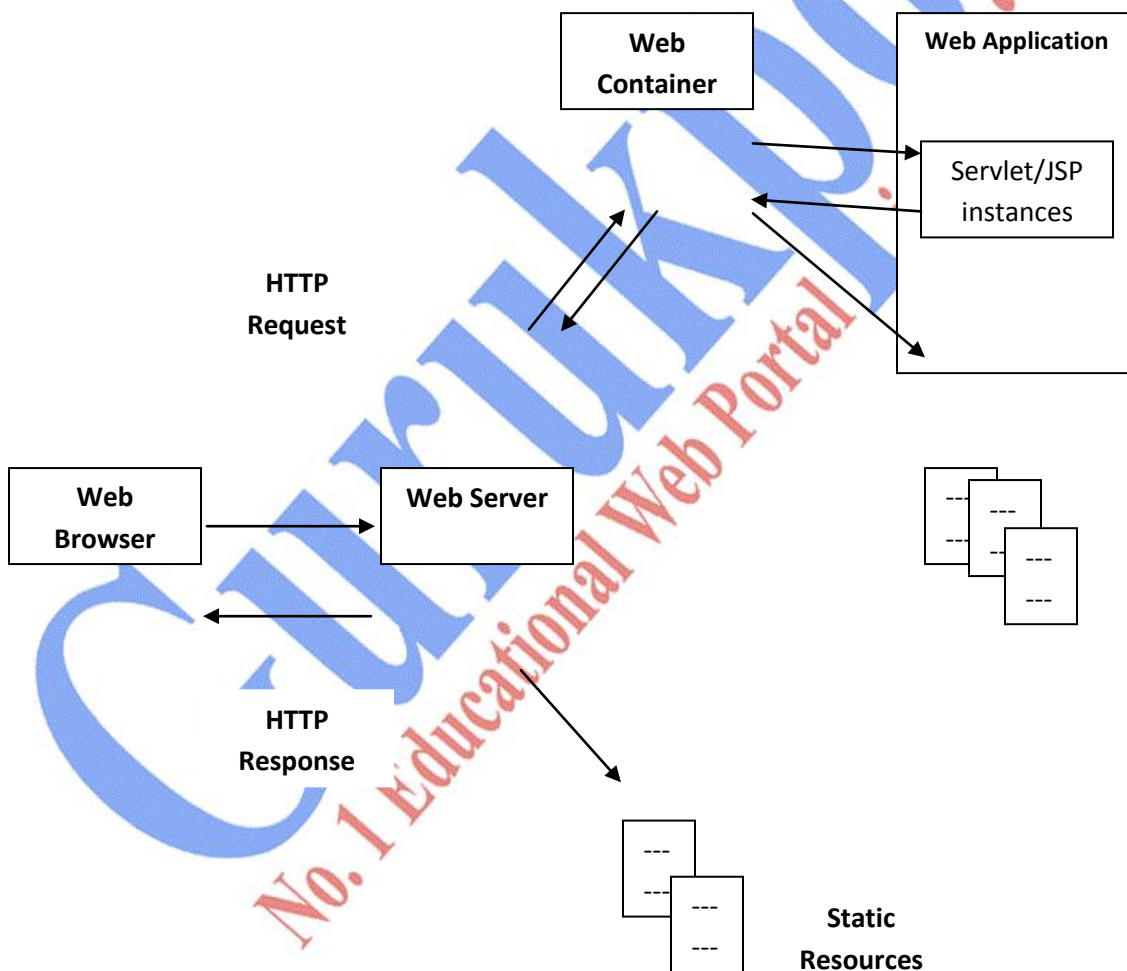 Web
Container
Web Application
Servlet/JSP
instances
HTTP
Request
Web
Browser
Web Server
---
---
---
---
---
---
HTTP
Response
---
---
---
---
Static
Resources
No. 1 Educational Web Portal